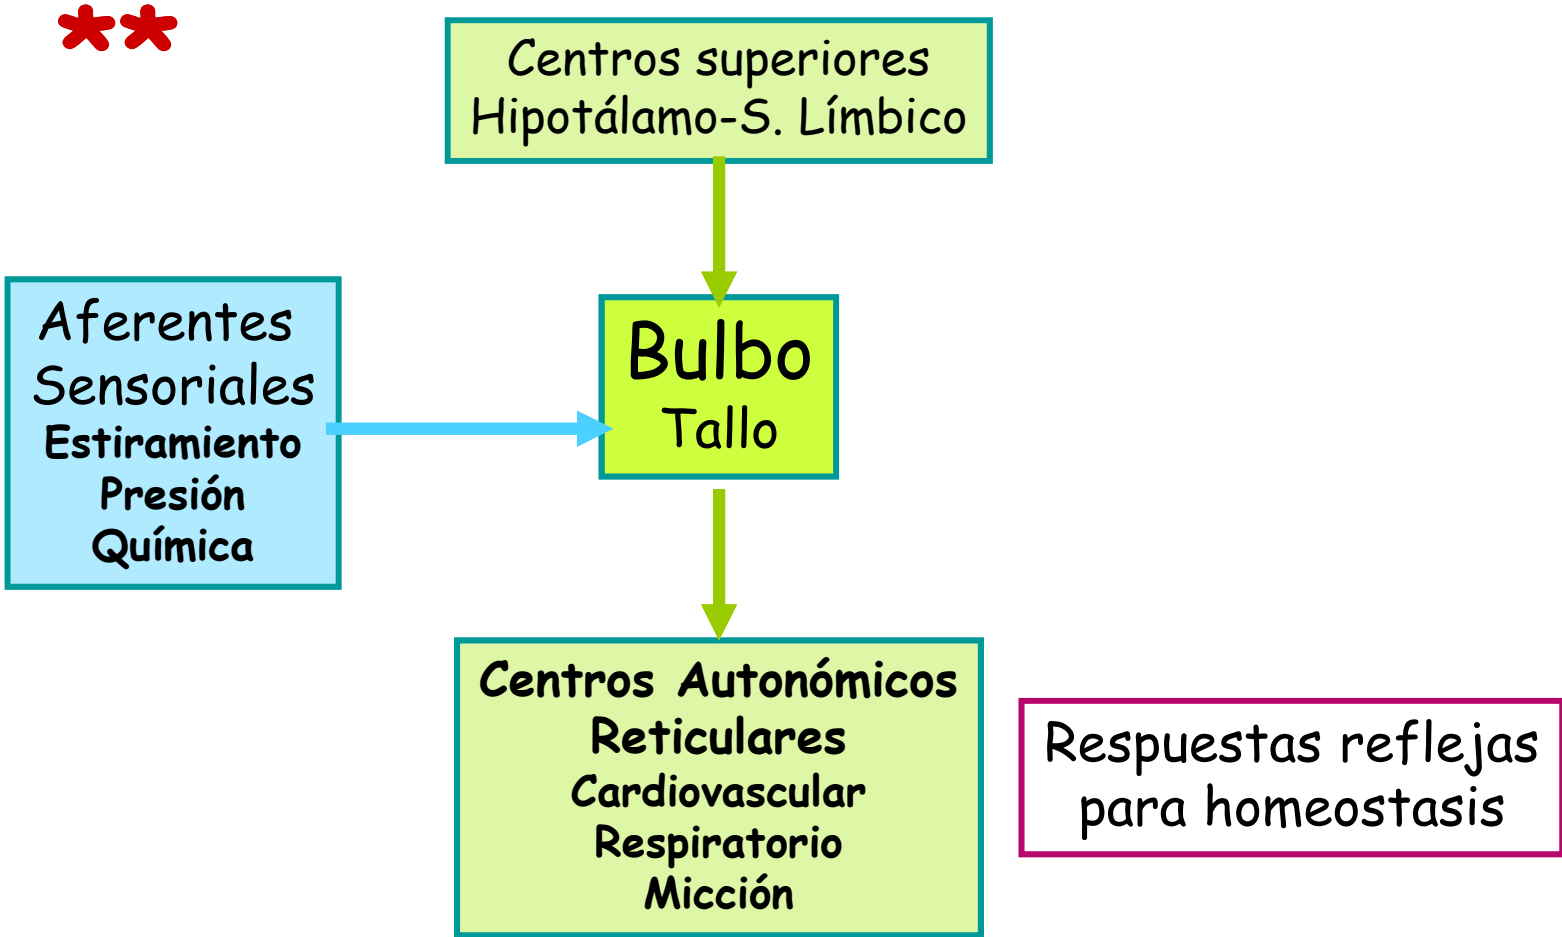 **
Centros superiores
Hipotálamo-S. Límbico
Aferentes
Sensoriales
Estiramiento
Presión
Química
Bulbo
Tallo
Centros Autonómicos
Reticulares
Cardiovascular
Respiratorio
Micción
Respuestas reflejas
para homeostasis